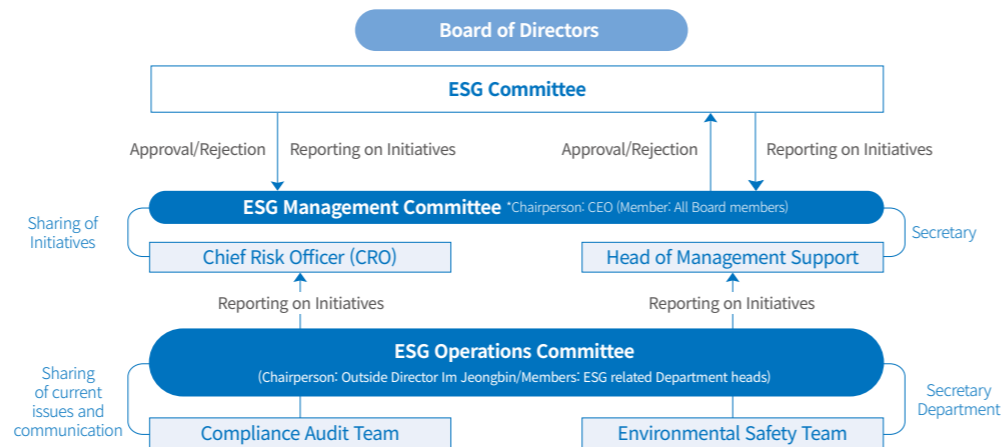 Board of Directors
ESG Committee
Approval/Rejection
Reporting on Initiatives
Approval/Rejection
Reporting on Initiatives
ESG Management Committee *Chairperson: CEO (Member: All Board members)
Sharing of
Initiatives
Secretary
Chief Risk Officer (CRO)
Head of Management Support
Reporting on Initiatives
Reporting on Initiatives
ESG Operations Committee
(Chairperson: Outside Director Im Jeongbin/Members: ESG related Department heads)
Sharing
of current
issues and
communication
Secretary
Department
Compliance Audit Team
Environmental Safety Team